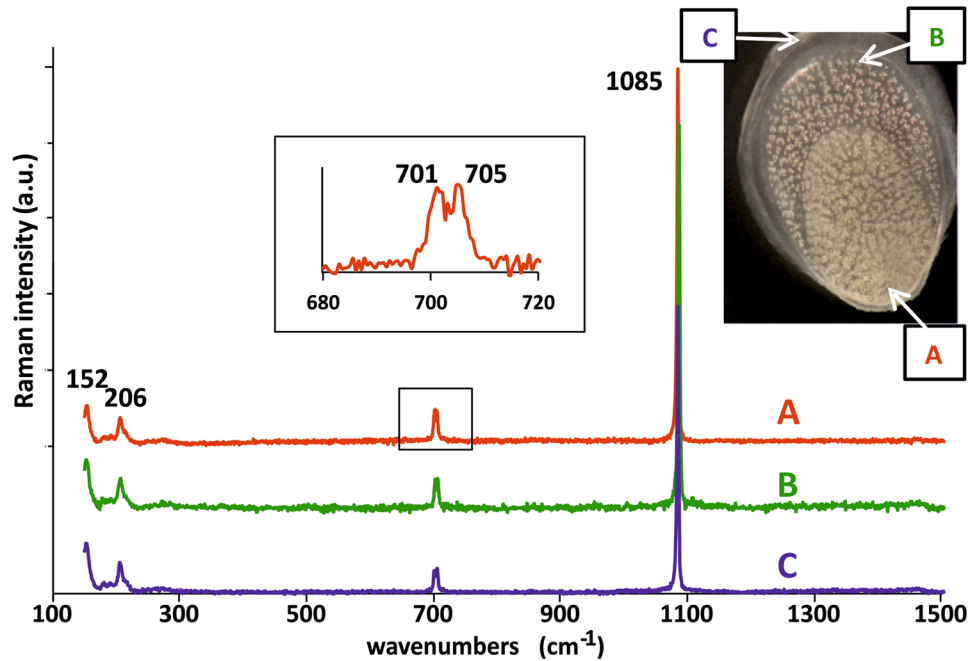 C
B
1085
701 705
680 700 720
A
152
206
A
B
C
Raman intensity (a.u.)
100 300 500 700 900 1100 1300 1500
wavenumbers (cm-1)